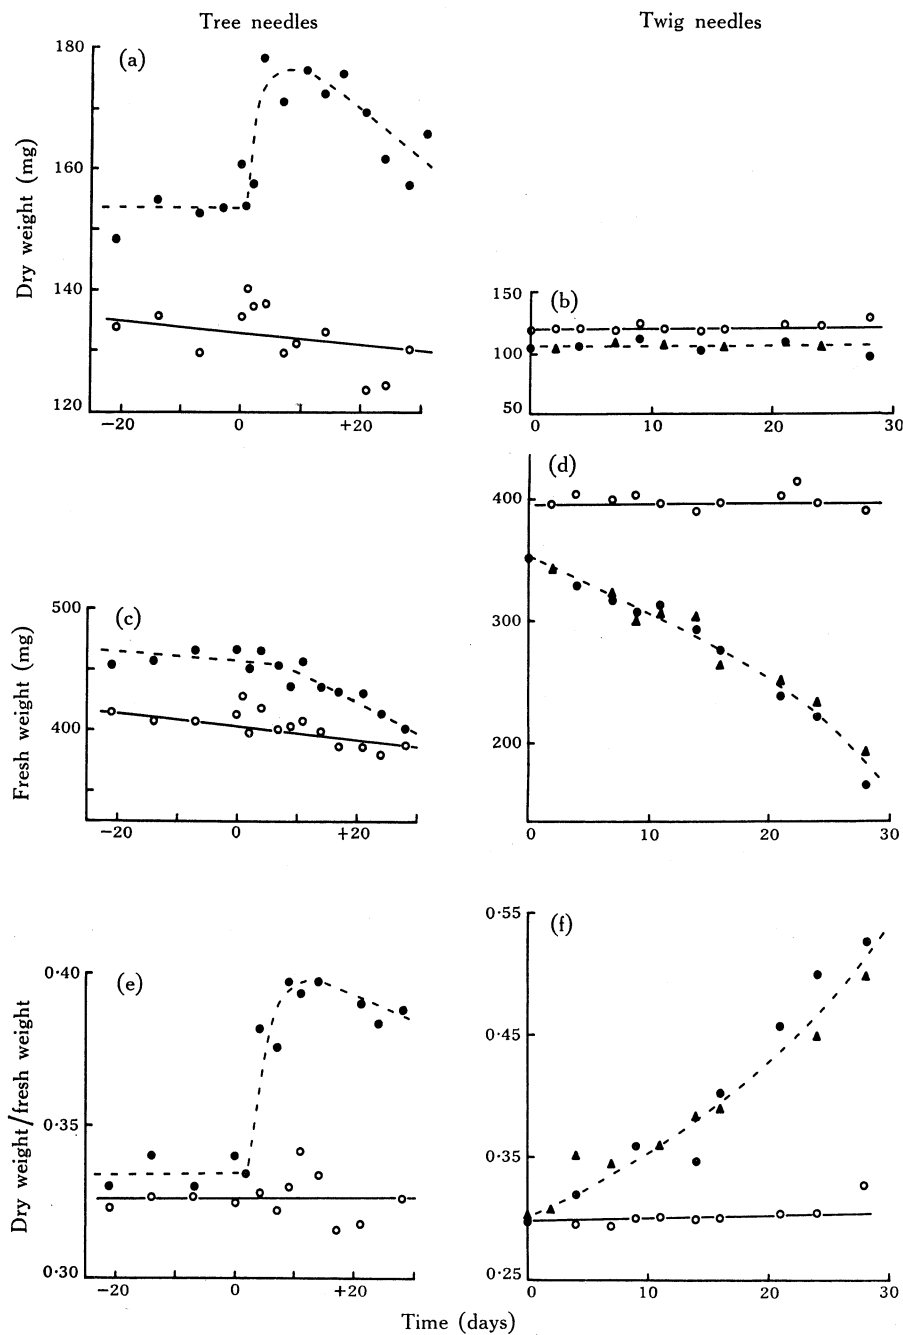 Tree needles
Twig needles
(a)
180
160
140
120
Dry weight (mg)
−20 0 +20
(b)
150
100
50
0 10 20 30
(c)
500
400
Fresh weight (mg)
−20 0 +20
(d)
400
300
200
0 10 20 30
(e)
0·40
0·35
0·30
Dry weight/fresh weight
−20 0 +20
(f)
0·55
0·45
0·35
0·25
0 10 20 30
Time (days)